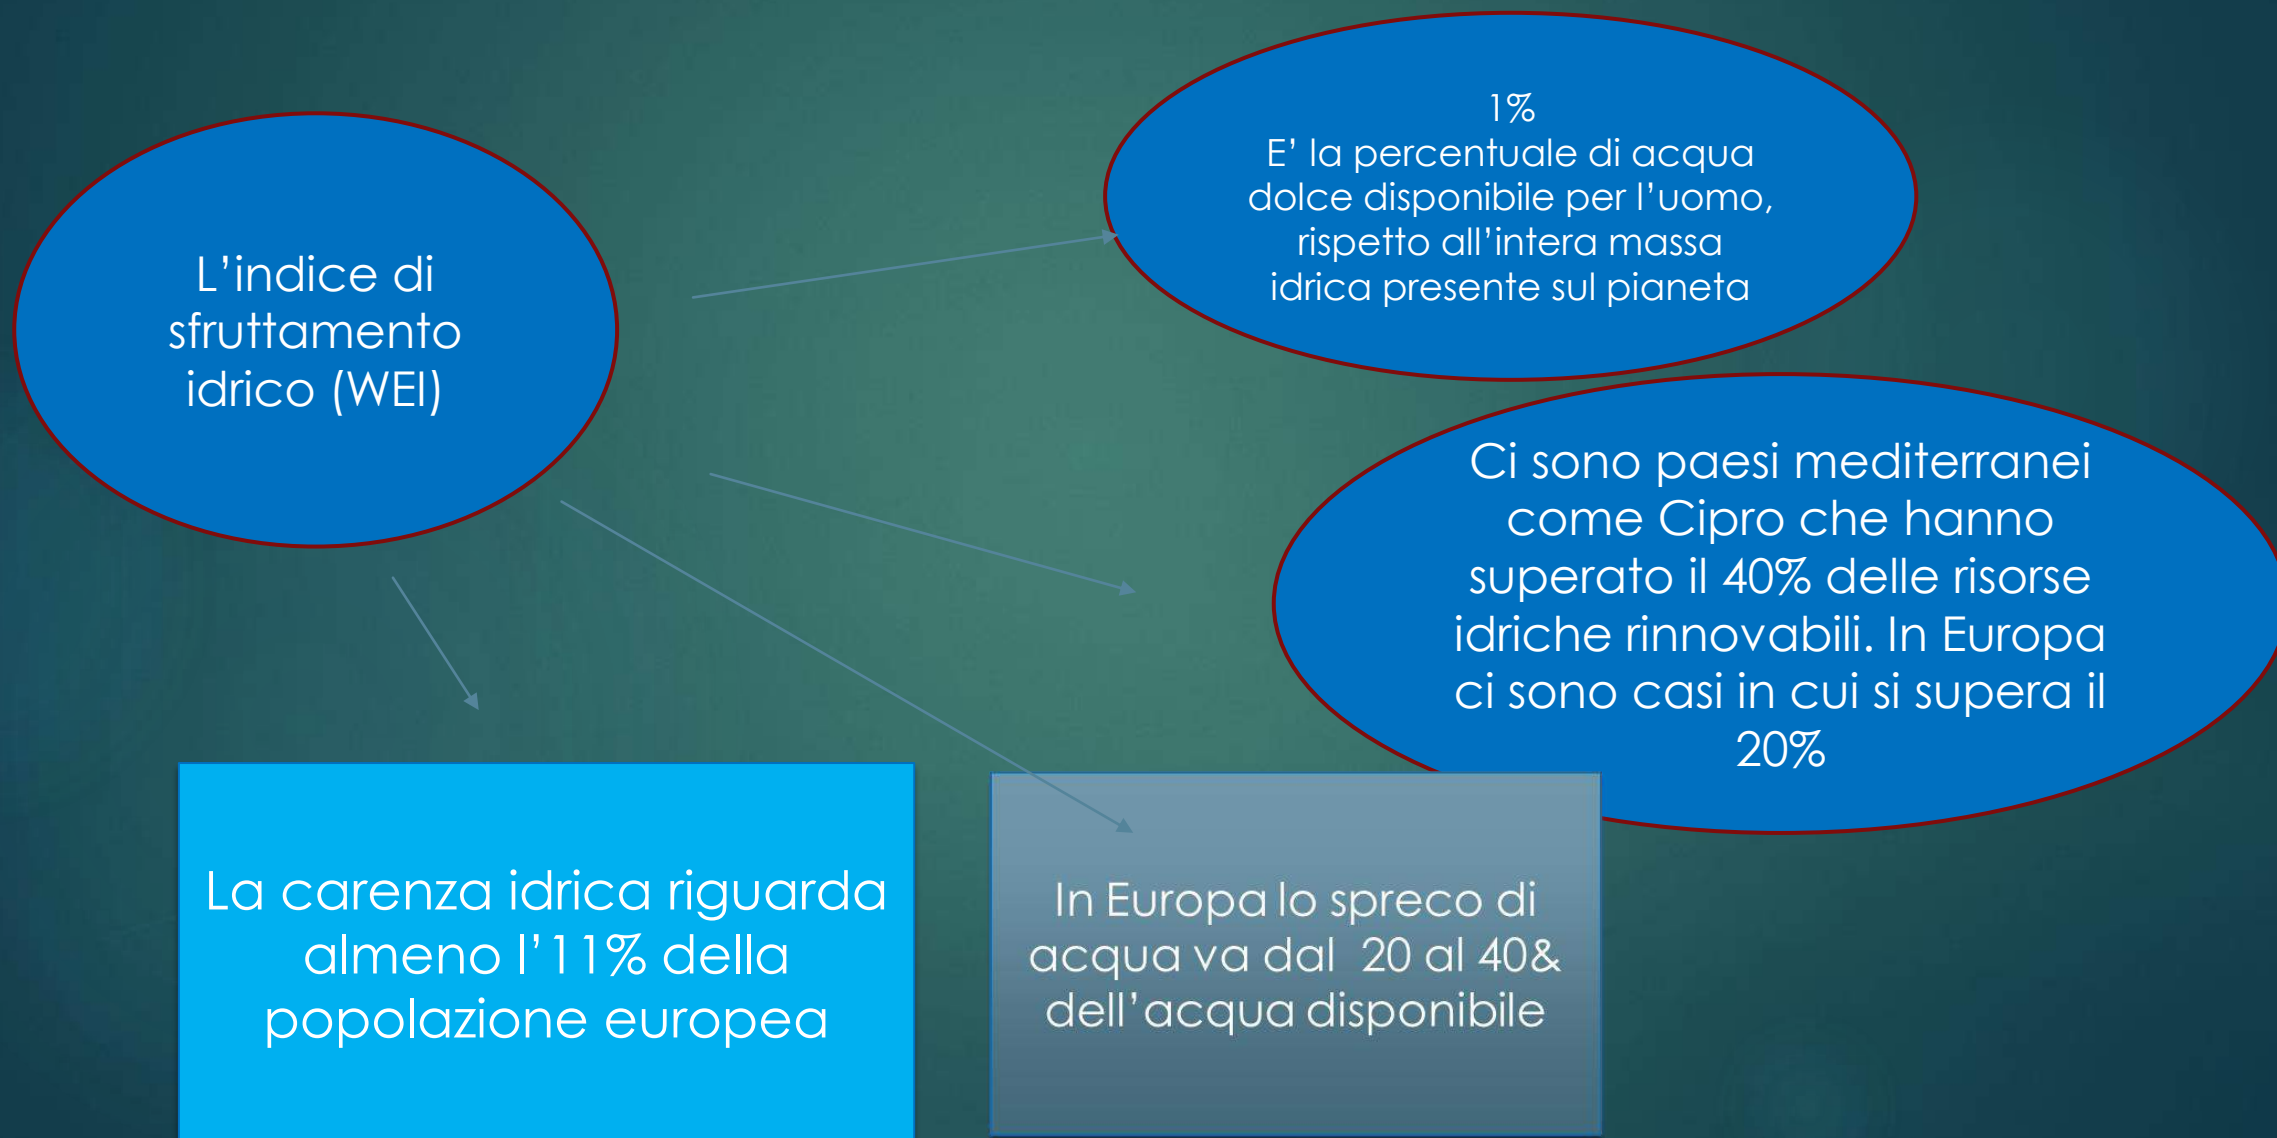 L'indice di
sfruttamento
idrico (WEI)
1%
E' la percentuale di acqua
dolce disponibile per l'uomo,
rispetto all'intera massa
idrica presente sul pianeta
Ci sono paesi mediterranei
come Cipro che hanno
superato il 40% delle risorse
idriche rinnovabili. In Europa
ci sono casi in cui si supera il
20%
La carenza idrica riguarda
almeno l'11% della
popolazione europea
In Europa lo spreco di
acqua va dal  20 al 40&
dell'acqua disponibile